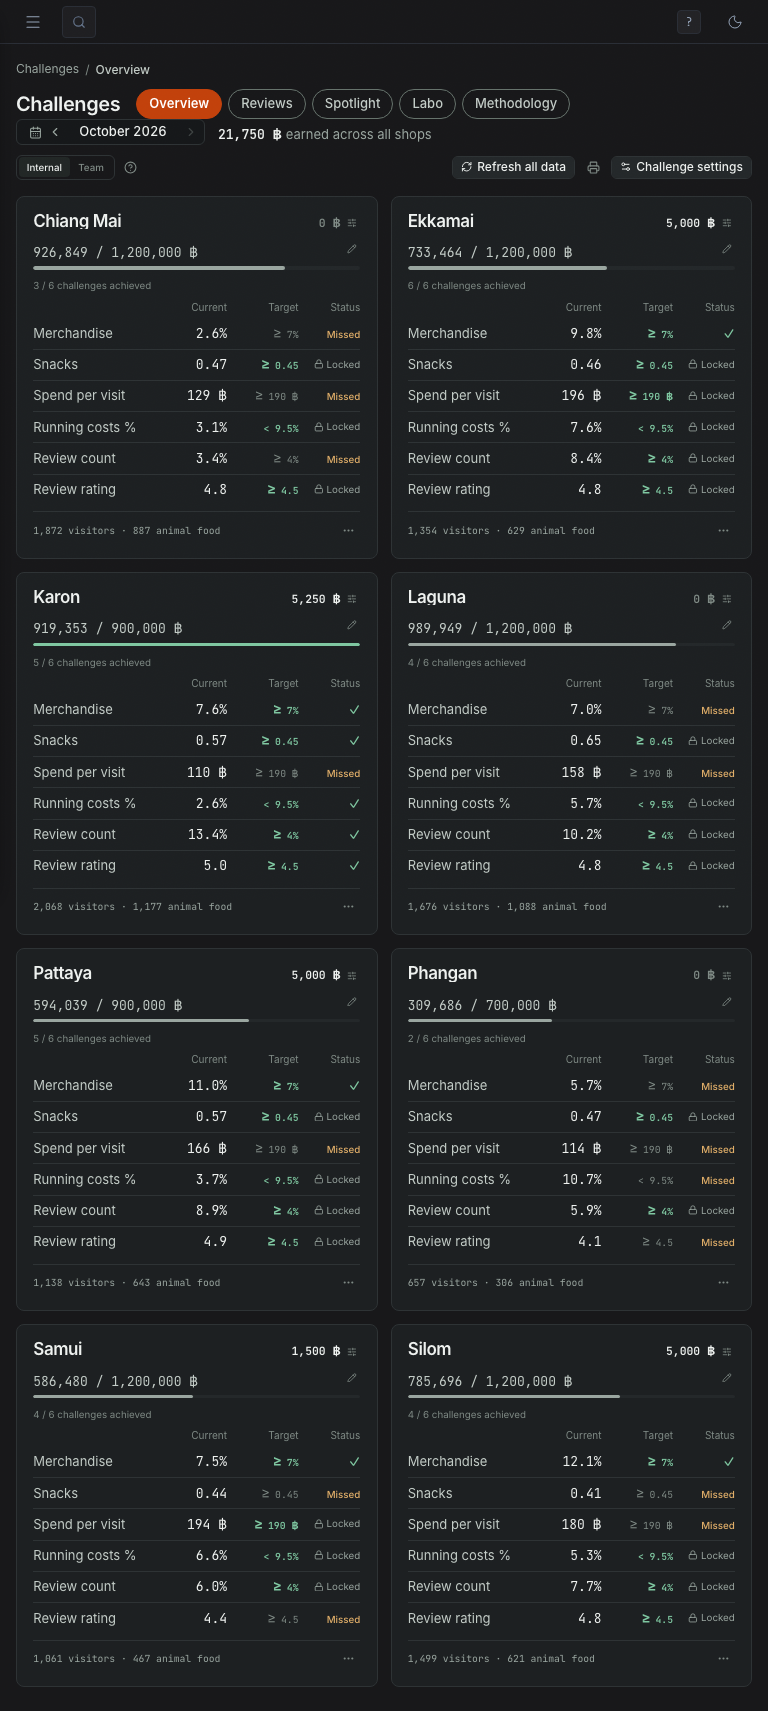 ?
Challenges / Overview
Challenges Overview Reviews Spotlight Labo Methodology
October 2026 21,750 ฿ earned across all shops
Internal Team Refresh all data Challenge settings
Chiang Mai 0 ฿
926,849 / 1,200,000 ฿
3 / 6 challenges achieved
Current Target Status
Merchandise 2.6% ≥ 7% Missed
Snacks 0.47 ≥ 0.45 Locked
Spend per visit 129 ฿ ≥ 190 ฿ Missed
Running costs % 3.1% < 9.5% Locked
Review count 3.4% ≥ 4% Missed
Review rating 4.8 ≥ 4.5 Locked
1,872 visitors · 887 animal food
Ekkamai 5,000 ฿
733,464 / 1,200,000 ฿
6 / 6 challenges achieved
Current Target Status
Merchandise 9.8% ≥ 7% ✓
Snacks 0.46 ≥ 0.45 Locked
Spend per visit 196 ฿ ≥ 190 ฿ Locked
Running costs % 7.6% < 9.5% Locked
Review count 8.4% ≥ 4% Locked
Review rating 4.8 ≥ 4.5 Locked
1,354 visitors · 629 animal food
Karon 5,250 ฿
919,353 / 900,000 ฿
5 / 6 challenges achieved
Current Target Status
Merchandise 7.6% ≥ 7% ✓
Snacks 0.57 ≥ 0.45 ✓
Spend per visit 110 ฿ ≥ 190 ฿ Missed
Running costs % 2.6% < 9.5% ✓
Review count 13.4% ≥ 4% ✓
Review rating 5.0 ≥ 4.5 ✓
2,068 visitors · 1,177 animal food
Laguna 0 ฿
989,949 / 1,200,000 ฿
4 / 6 challenges achieved
Current Target Status
Merchandise 7.0% ≥ 7% Missed
Snacks 0.65 ≥ 0.45 Locked
Spend per visit 158 ฿ ≥ 190 ฿ Missed
Running costs % 5.7% < 9.5% Locked
Review count 10.2% ≥ 4% Locked
Review rating 4.8 ≥ 4.5 Locked
1,676 visitors · 1,088 animal food
Pattaya 5,000 ฿
594,039 / 900,000 ฿
5 / 6 challenges achieved
Current Target Status
Merchandise 11.0% ≥ 7% ✓
Snacks 0.57 ≥ 0.45 Locked
Spend per visit 166 ฿ ≥ 190 ฿ Missed
Running costs % 3.7% < 9.5% Locked
Review count 8.9% ≥ 4% Locked
Review rating 4.9 ≥ 4.5 Locked
1,138 visitors · 643 animal food
Phangan 0 ฿
309,686 / 700,000 ฿
2 / 6 challenges achieved
Current Target Status
Merchandise 5.7% ≥ 7% Missed
Snacks 0.47 ≥ 0.45 Locked
Spend per visit 114 ฿ ≥ 190 ฿ Missed
Running costs % 10.7% < 9.5% Missed
Review count 5.9% ≥ 4% Locked
Review rating 4.1 ≥ 4.5 Missed
657 visitors · 306 animal food
Samui 1,500 ฿
586,480 / 1,200,000 ฿
4 / 6 challenges achieved
Current Target Status
Merchandise 7.5% ≥ 7% ✓
Snacks 0.44 ≥ 0.45 Missed
Spend per visit 194 ฿ ≥ 190 ฿ Locked
Running costs % 6.6% < 9.5% Locked
Review count 6.0% ≥ 4% Locked
Review rating 4.4 ≥ 4.5 Missed
1,061 visitors · 467 animal food
Silom 5,000 ฿
785,696 / 1,200,000 ฿
4 / 6 challenges achieved
Current Target Status
Merchandise 12.1% ≥ 7% ✓
Snacks 0.41 ≥ 0.45 Missed
Spend per visit 180 ฿ ≥ 190 ฿ Missed
Running costs % 5.3% < 9.5% Locked
Review count 7.7% ≥ 4% Locked
Review rating 4.8 ≥ 4.5 Locked
1,499 visitors · 621 animal food